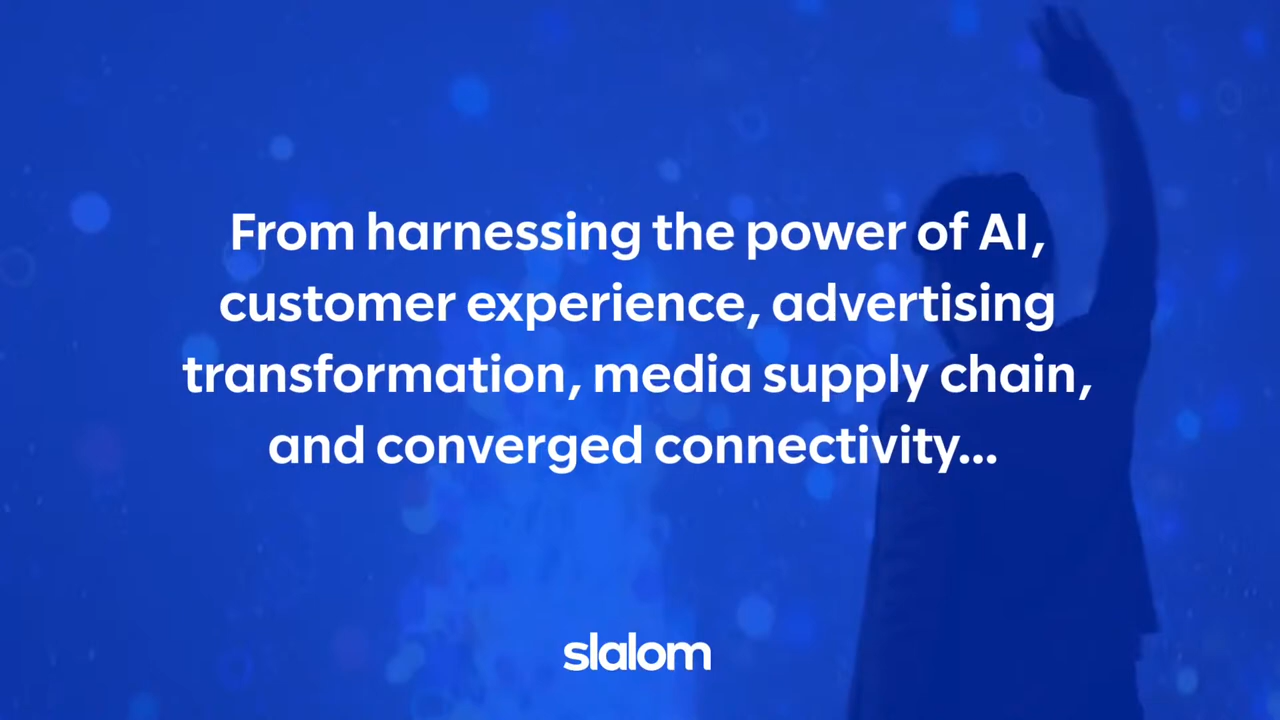 From harnessing the power of AI,
customer experience, advertising
transformation, media supply chain,
and converged connectivity...
slalom